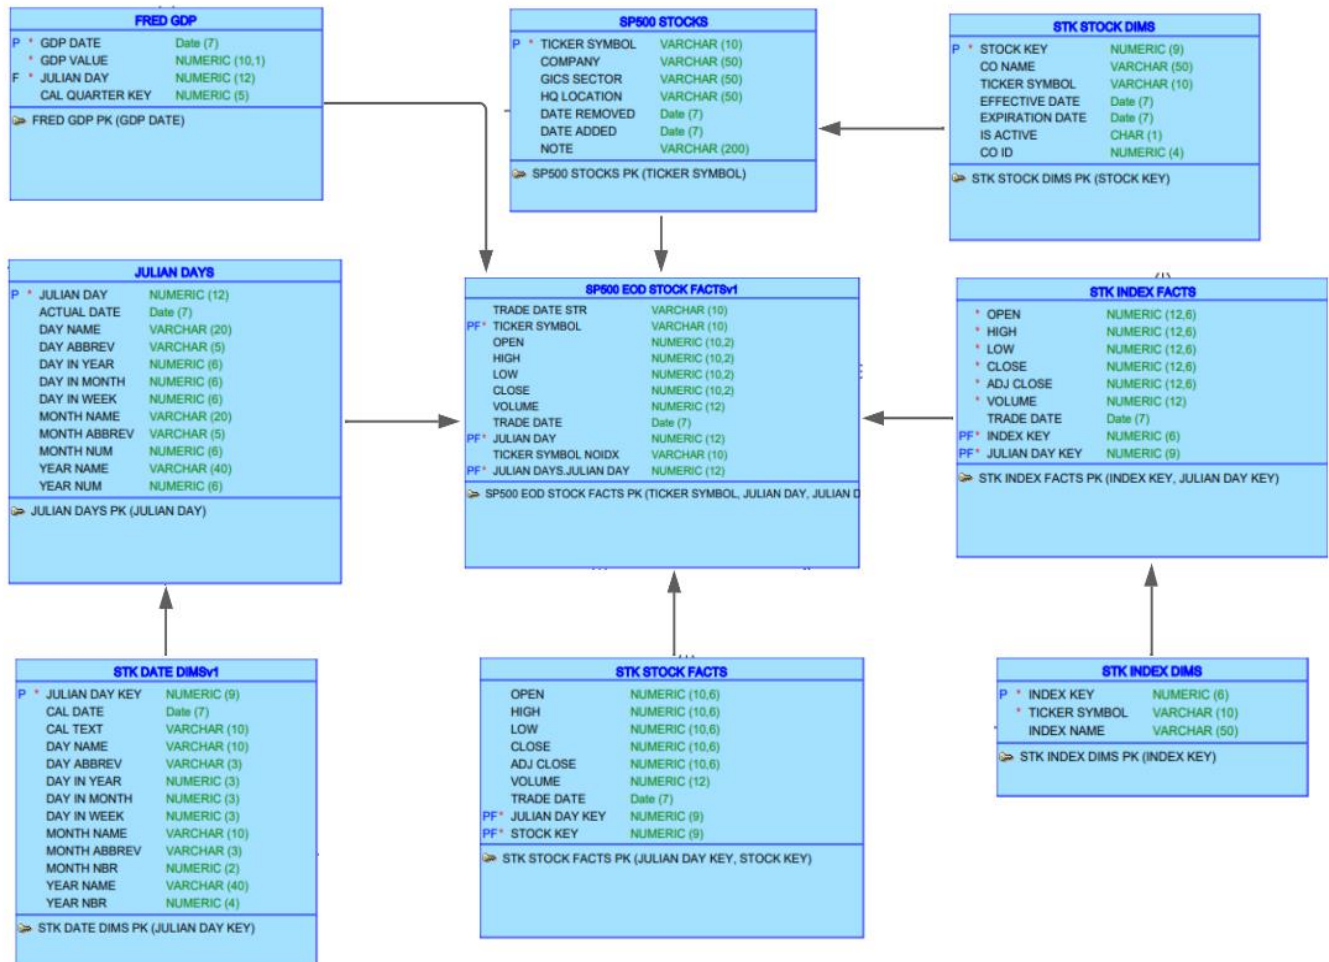 FRED GDP
P * GDP DATE Date (7)
* GDP VALUE NUMERIC (10,1)
F * JULIAN DAY NUMERIC (12)
CAL QUARTER KEY NUMERIC (5)
FRED GDP PK (GDP DATE)
SP500 STOCKS
P * TICKER SYMBOL VARCHAR (10)
COMPANY VARCHAR (50)
GICS SECTOR VARCHAR (50)
HQ LOCATION VARCHAR (50)
DATE REMOVED Date (7)
DATE ADDED Date (7)
NOTE VARCHAR (200)
SP500 STOCKS PK (TICKER SYMBOL)
STK STOCK DIMS
P * STOCK KEY NUMERIC (9)
CO NAME VARCHAR (50)
TICKER SYMBOL VARCHAR (10)
EFFECTIVE DATE Date (7)
EXPIRATION DATE Date (7)
IS ACTIVE CHAR (1)
CO ID NUMERIC (4)
STK STOCK DIMS PK (STOCK KEY)
JULIAN DAYS
P * JULIAN DAY NUMERIC (12)
ACTUAL DATE Date (7)
DAY NAME VARCHAR (20)
DAY ABBREV VARCHAR (5)
DAY IN YEAR NUMERIC (6)
DAY IN MONTH NUMERIC (6)
DAY IN WEEK NUMERIC (6)
MONTH NAME VARCHAR (20)
MONTH ABBREV VARCHAR (5)
MONTH NUM NUMERIC (6)
YEAR NAME VARCHAR (40)
YEAR NUM NUMERIC (6)
JULIAN DAYS PK (JULIAN DAY)
SP500 EOD STOCK FACTSv1
TRADE DATE STR VARCHAR (10)
PF* TICKER SYMBOL VARCHAR (10)
OPEN NUMERIC (10,2)
HIGH NUMERIC (10,2)
LOW NUMERIC (10,2)
CLOSE NUMERIC (10,2)
VOLUME NUMERIC (12)
TRADE DATE Date (7)
PF* JULIAN DAY NUMERIC (12)
TICKER SYMBOL NOIDX VARCHAR (10)
PF* JULIAN DAYS.JULIAN DAY NUMERIC (12)
SP500 EOD STOCK FACTS PK (TICKER SYMBOL, JULIAN DAY, JULIAN D
STK INDEX FACTS
* OPEN NUMERIC (12,6)
* HIGH NUMERIC (12,6)
* LOW NUMERIC (12,6)
* CLOSE NUMERIC (12,6)
* ADJ CLOSE NUMERIC (12,6)
* VOLUME NUMERIC (12)
TRADE DATE Date (7)
PF* INDEX KEY NUMERIC (6)
PF* JULIAN DAY KEY NUMERIC (9)
STK INDEX FACTS PK (INDEX KEY, JULIAN DAY KEY)
STK DATE DIMSv1
P * JULIAN DAY KEY NUMERIC (9)
CAL DATE Date (7)
CAL TEXT VARCHAR (10)
DAY NAME VARCHAR (10)
DAY ABBREV VARCHAR (3)
DAY IN YEAR NUMERIC (3)
DAY IN MONTH NUMERIC (3)
DAY IN WEEK NUMERIC (3)
MONTH NAME VARCHAR (10)
MONTH ABBREV VARCHAR (3)
MONTH NBR NUMERIC (2)
YEAR NAME VARCHAR (40)
YEAR NBR NUMERIC (4)
STK DATE DIMS PK (JULIAN DAY KEY)
STK STOCK FACTS
OPEN NUMERIC (10,6)
HIGH NUMERIC (10,6)
LOW NUMERIC (10,6)
CLOSE NUMERIC (10,6)
ADJ CLOSE NUMERIC (10,6)
VOLUME NUMERIC (12)
TRADE DATE Date (7)
PF* JULIAN DAY KEY NUMERIC (9)
PF* STOCK KEY NUMERIC (9)
STK STOCK FACTS PK (JULIAN DAY KEY, STOCK KEY)
STK INDEX DIMS
P * INDEX KEY NUMERIC (6)
* TICKER SYMBOL VARCHAR (10)
INDEX NAME VARCHAR (50)
STK INDEX DIMS PK (INDEX KEY)